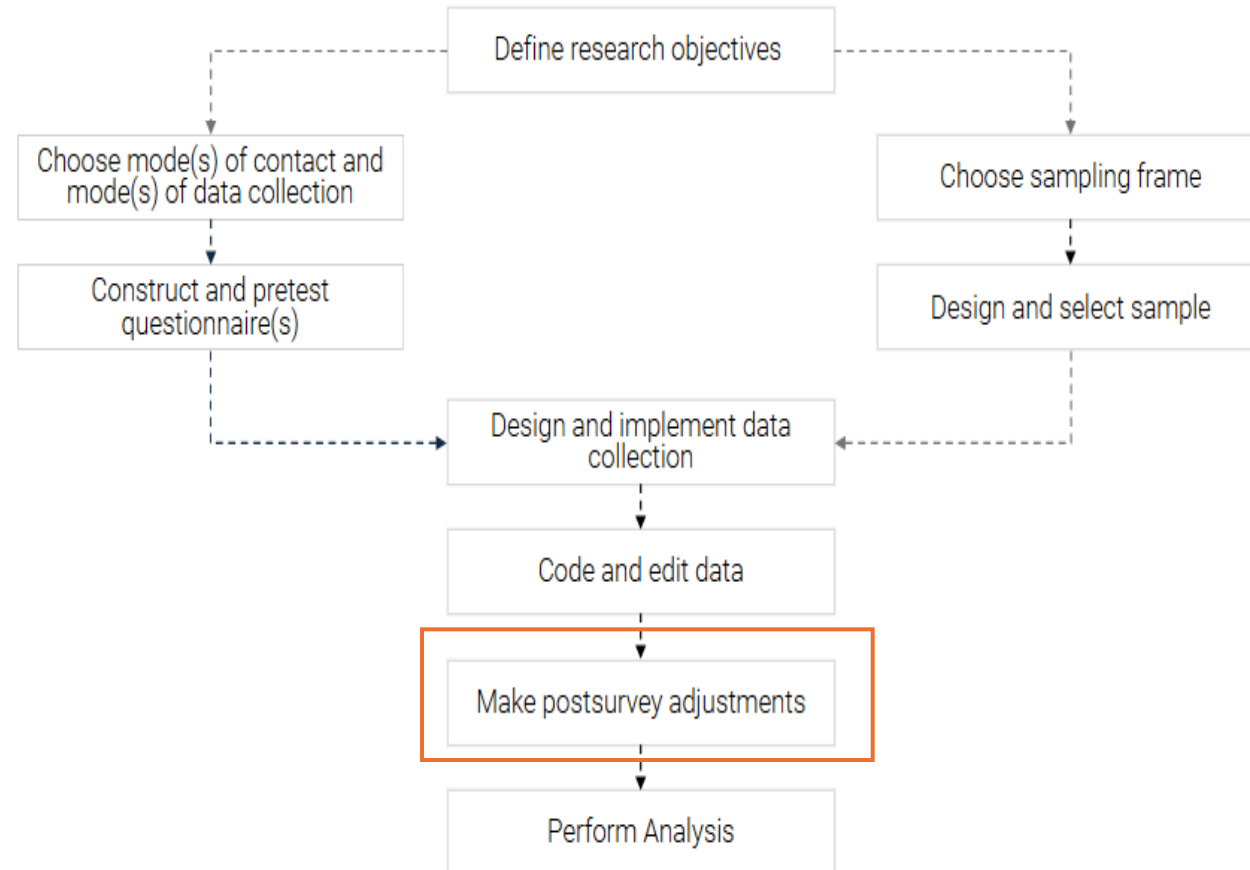 Define research objectives
Choose mode(s) of contact and
mode(s) of data collection
Choose sampling frame
Construct and pretest
questionnaire(s)
Design and select sample
Design and implement data
collection
Code and edit data
Make postsurvey adjustments
Perform Analysis